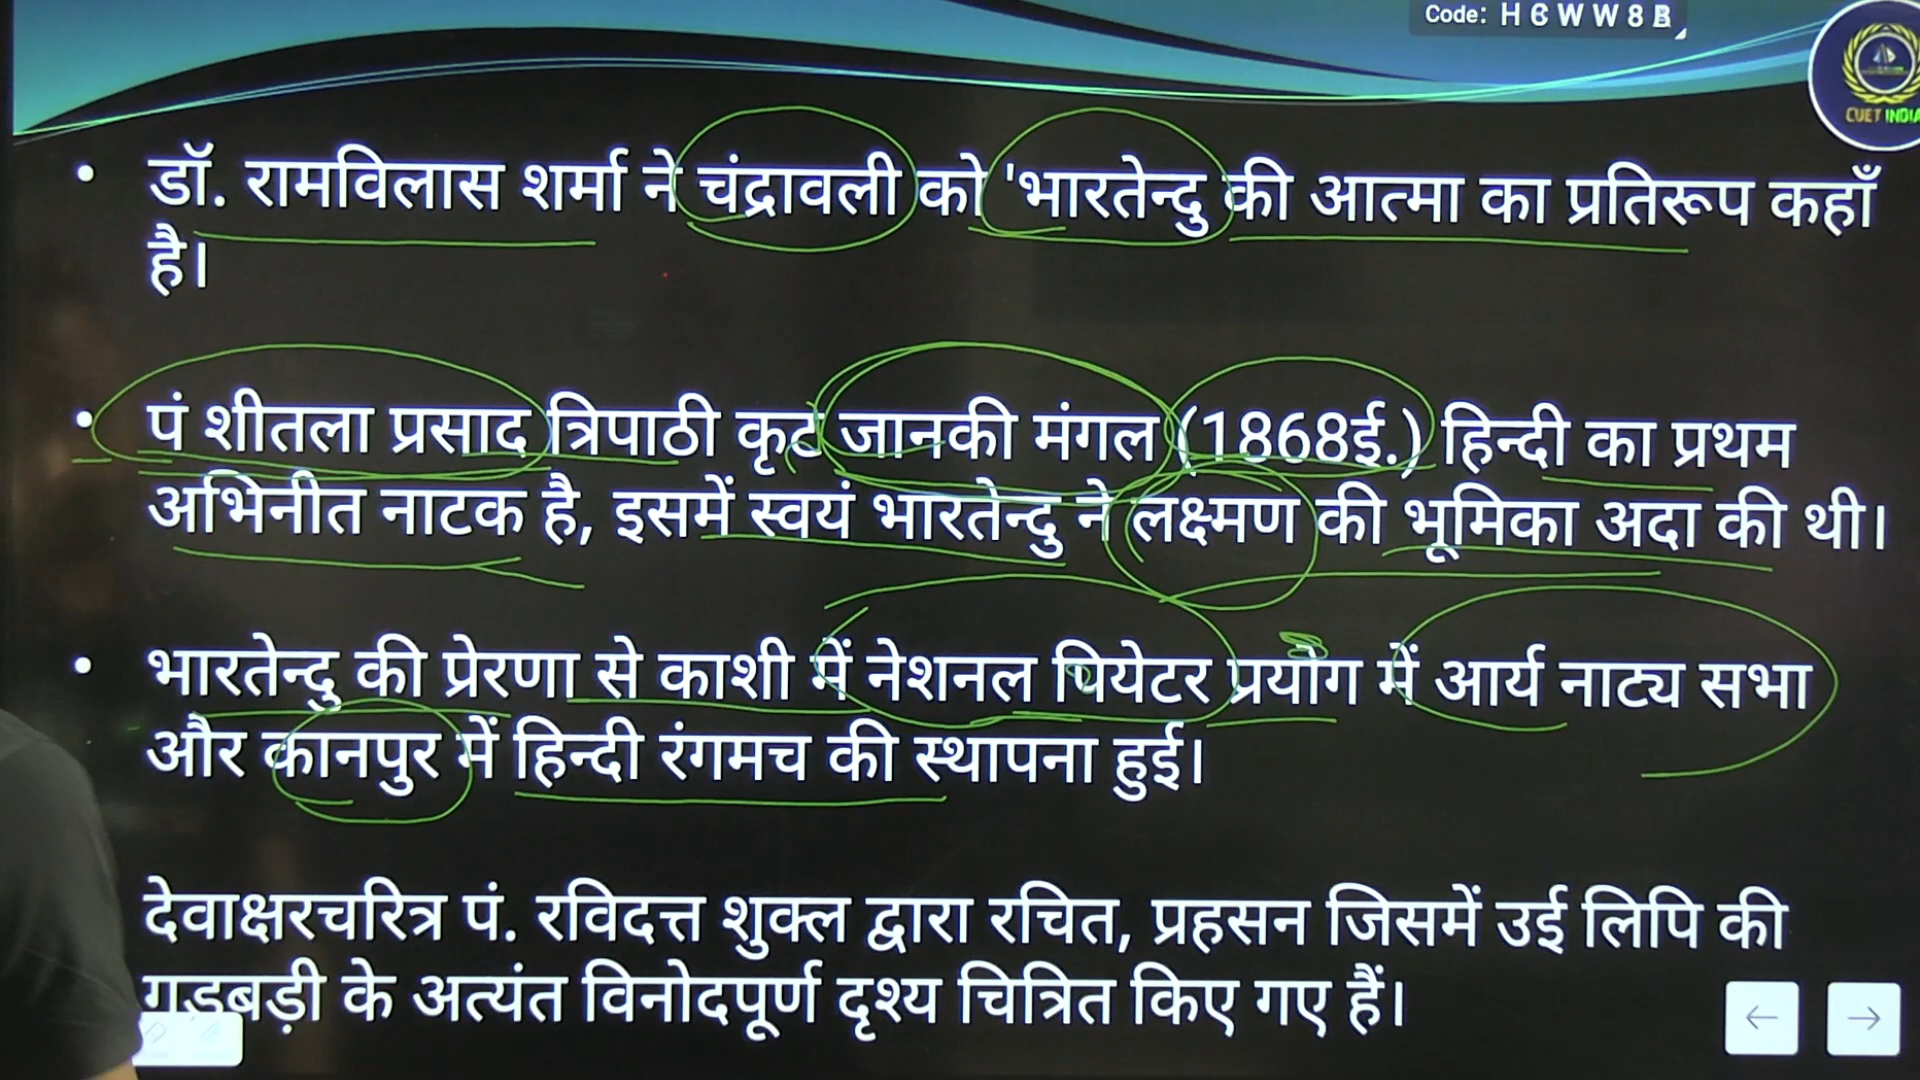 Code: H C W W 8 B
CUET INDIA
• डॉ. रामविलास शर्मा ने चंद्रावली को 'भारतेन्दु की आत्मा का प्रतिरूप कहाँ
है।
• पं शीतला प्रसाद त्रिपाठी कृत जानकी मंगल (1868ई.) हिन्दी का प्रथम
अभिनीत नाटक है, इसमें स्वयं भारतेन्दु ने लक्ष्मण की भूमिका अदा की थी।
• भारतेन्दु की प्रेरणा से काशी में नेशनल पियेटर प्रयोग में आर्य नाट्य सभा
और कानपुर में हिन्दी रंगमच की स्थापना हुई।
देवाक्षरचरित्र पं. रविदत्त शुक्ल द्वारा रचित, प्रहसन जिसमें उई लिपि की
गड़बड़ी के अत्यंत विनोदपूर्ण दृश्य चित्रित किए गए हैं।